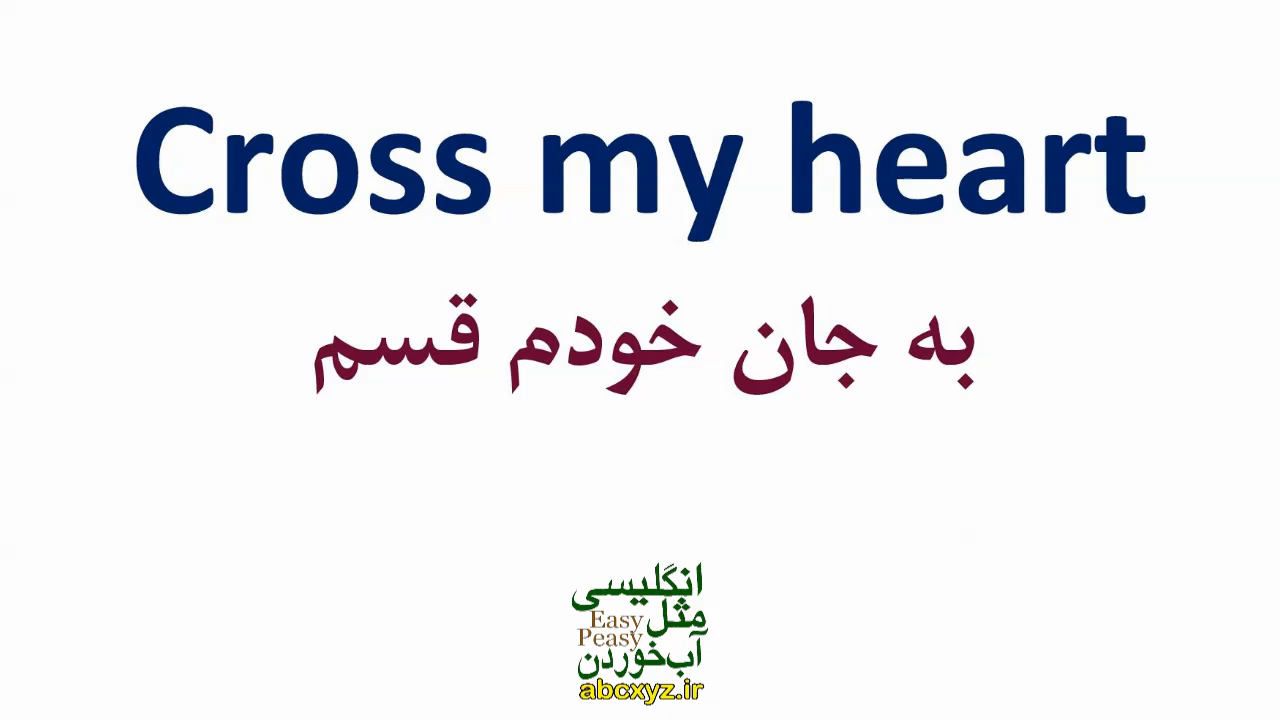 Cross my heart
به جان خودم قسم
انگلیسی
مثل
Easy
Peasy
آب‌خوردن
abcxyz.ir